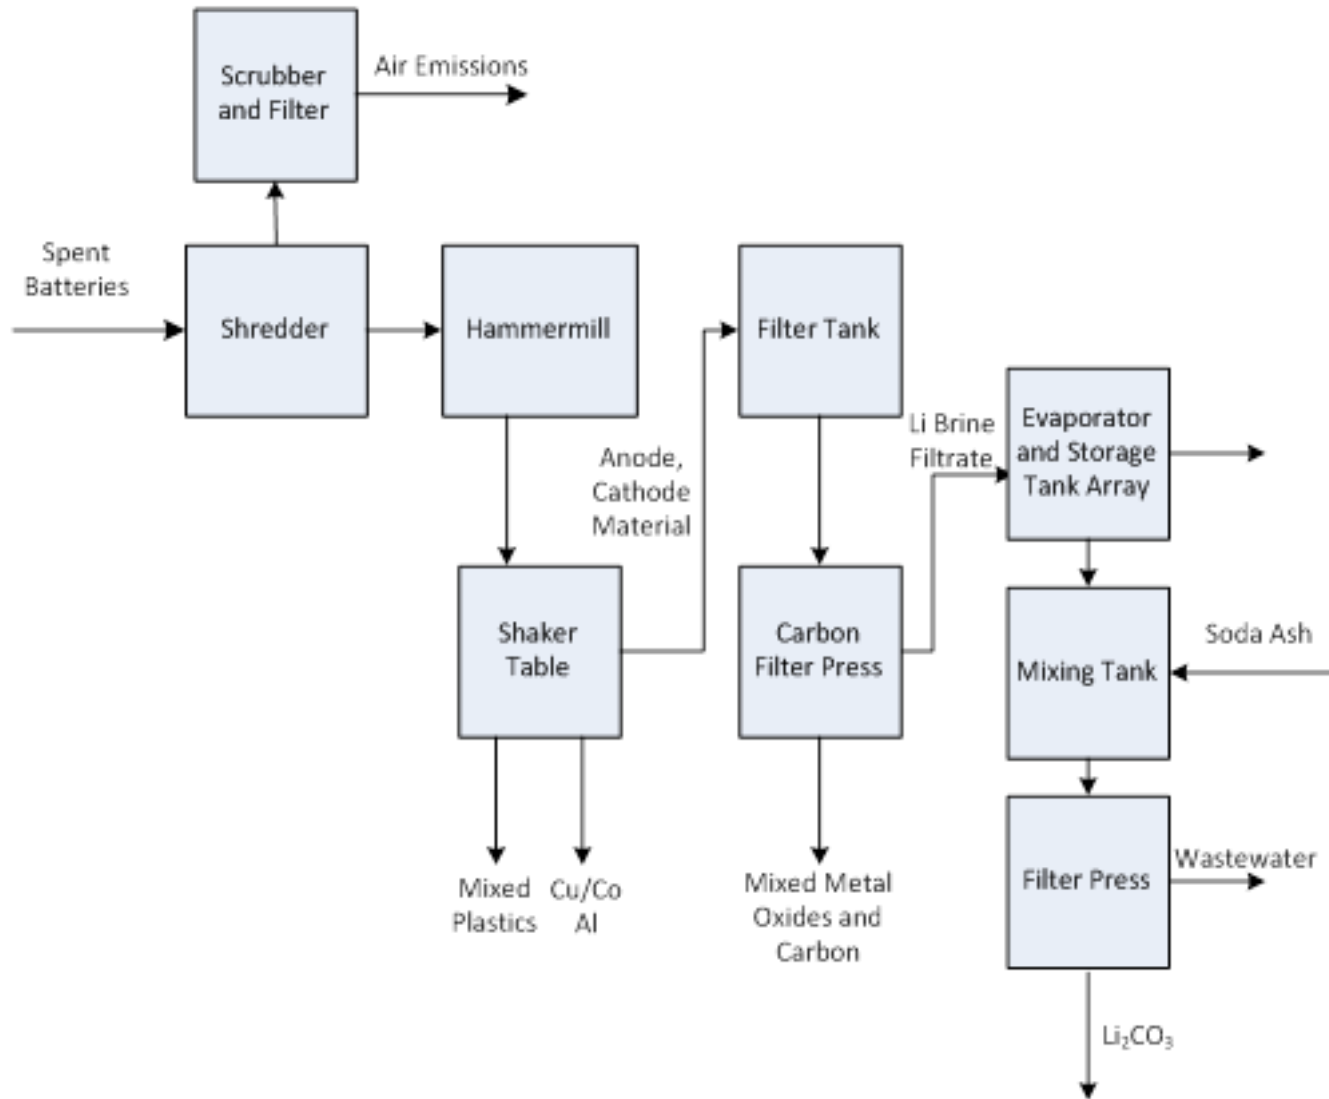 Scrubber
and Filter
Air Emissions
Spent
Batteries
Shredder
Hammermill
Filter Tank
Anode,
Cathode
Material
Li Brine
Filtrate
Evaporator
and Storage
Tank Array
Shaker
Table
Carbon
Filter Press
Mixing Tank
Soda Ash
Mixed
Plastics
Cu/Co
Al
Mixed Metal
Oxides and
Carbon
Filter Press
Wastewater
Li₂CO₃